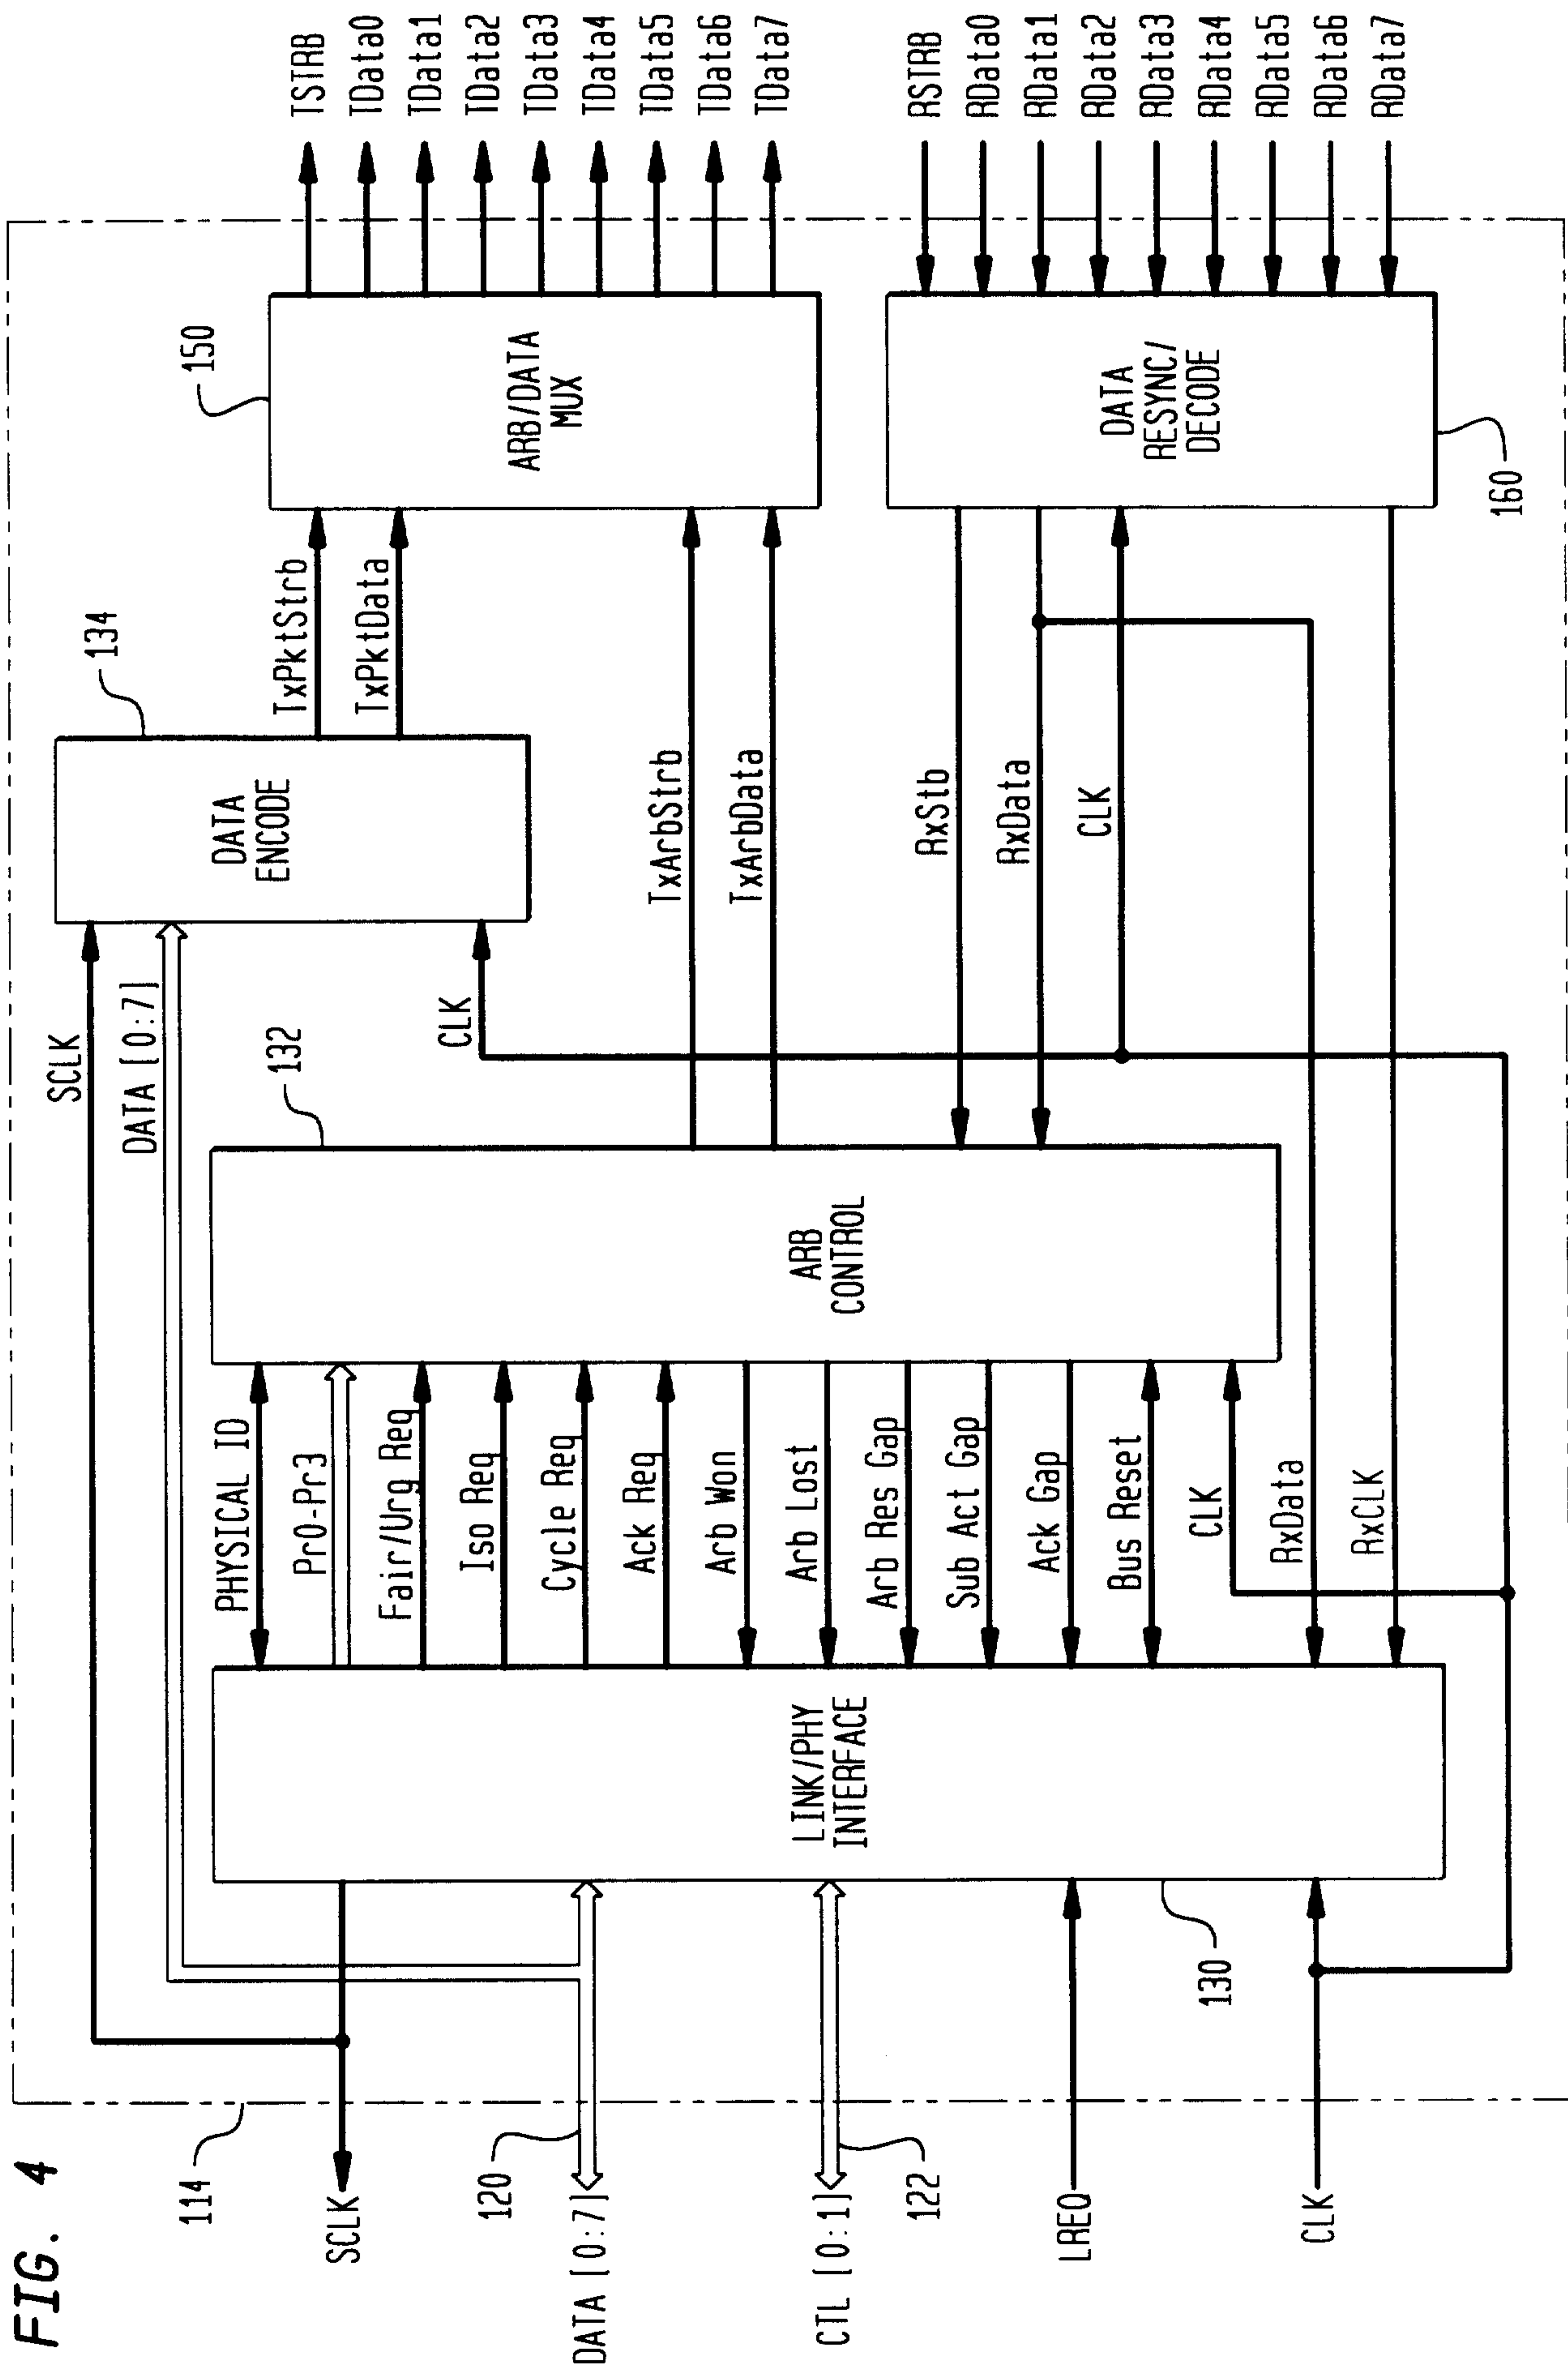 FIG. 4
114
SCLK
120
DATA [0:7]
CTL [0:1]
122
LREQ
CLK
130
LINK/PHY
INTERFACE
PHYSICAL ID
Pr0-Pr3
Fair/Urg Req
Iso Req
Cycle Req
Ack Req
Arb Won
Arb Lost
Arb Res Gap
Sub Act Gap
Ack Gap
Bus Reset
CLK
RxData
RxCLK
132
ARB
CONTROL
SCLK
DATA [0:7]
CLK
134
DATA
ENCODE
TxPktStrb
TxPktData
TxArbStrb
TxArbData
RxStb
RxData
CLK
150
ARB/DATA
MUX
DATA
RESYNC/
DECODE
160
TSTRB
TData0
TData1
TData2
TData3
TData4
TData5
TData6
TData7
RSTRB
RData0
RData1
RData2
RData3
RData4
RData5
RData6
RData7